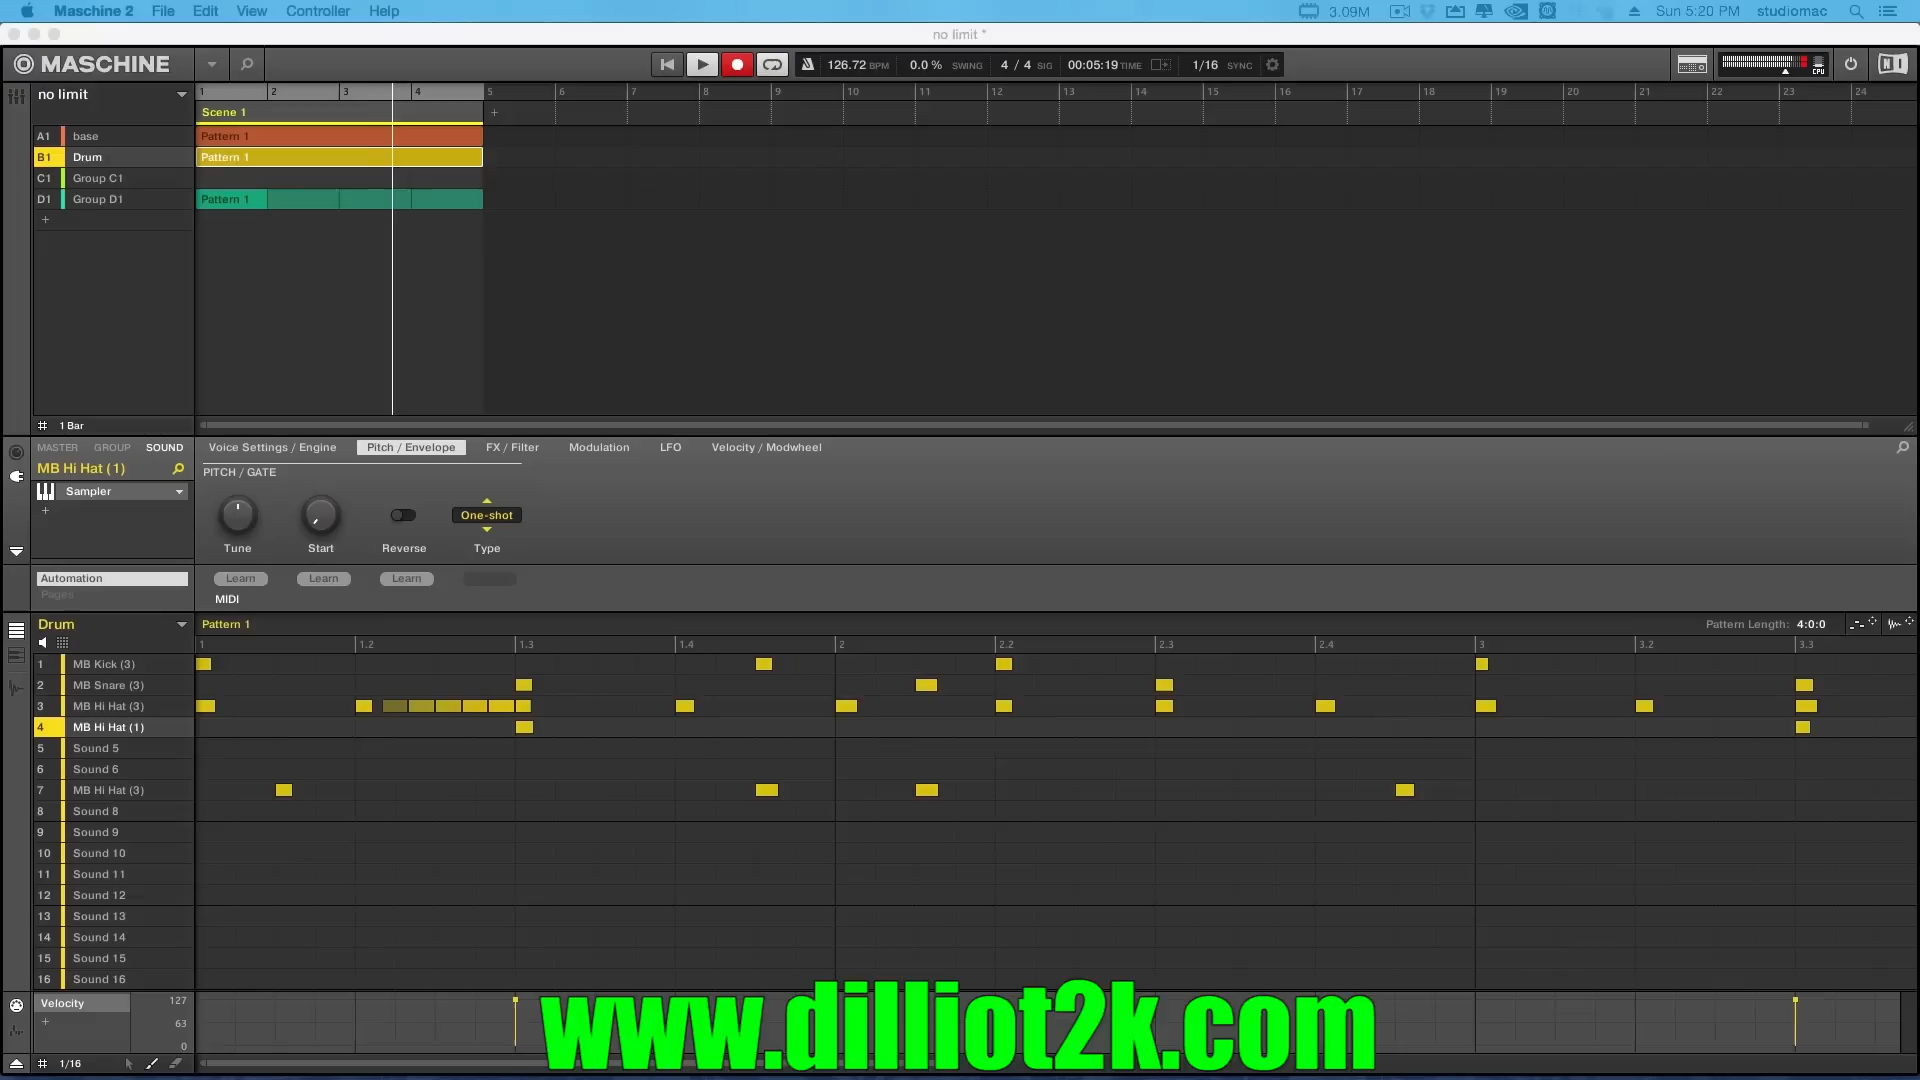 Maschine 2 File Edit View Controller Help 3.09M Sun 5:20 PM studiomac
no limit *
MASCHINE 126.72 BPM 0.0 % SWING 4 / 4 SIG 00:05:19 TIME 1/16 SYNC CPU NI
no limit 1 2 3 4 5 6 7 8 9 10 11 12 13 14 15 16 17 18 19 20 21 22 23 24
Scene 1 +
A1 base Pattern 1
B1 Drum Pattern 1
C1 Group C1
D1 Group D1 Pattern 1
+
1 Bar
MASTER GROUP SOUND Voice Settings / Engine Pitch / Envelope FX / Filter Modulation LFO Velocity / Modwheel
MB Hi Hat (1) PITCH / GATE
Sampler One-shot
+
Tune Start Reverse Type
Automation Learn Learn Learn
Pages MIDI
Drum Pattern 1 Pattern Length: 4:0:0
1 1.2 1.3 1.4 2 2.2 2.3 2.4 3 3.2 3.3
1 MB Kick (3)
2 MB Snare (3)
3 MB Hi Hat (3)
4 MB Hi Hat (1)
5 Sound 5
6 Sound 6
7 MB Hi Hat (3)
8 Sound 8
9 Sound 9
10 Sound 10
11 Sound 11
12 Sound 12
13 Sound 13
14 Sound 14
15 Sound 15
16 Sound 16
Velocity 127
+ 63
0
1/16
www.dilliot2k.com